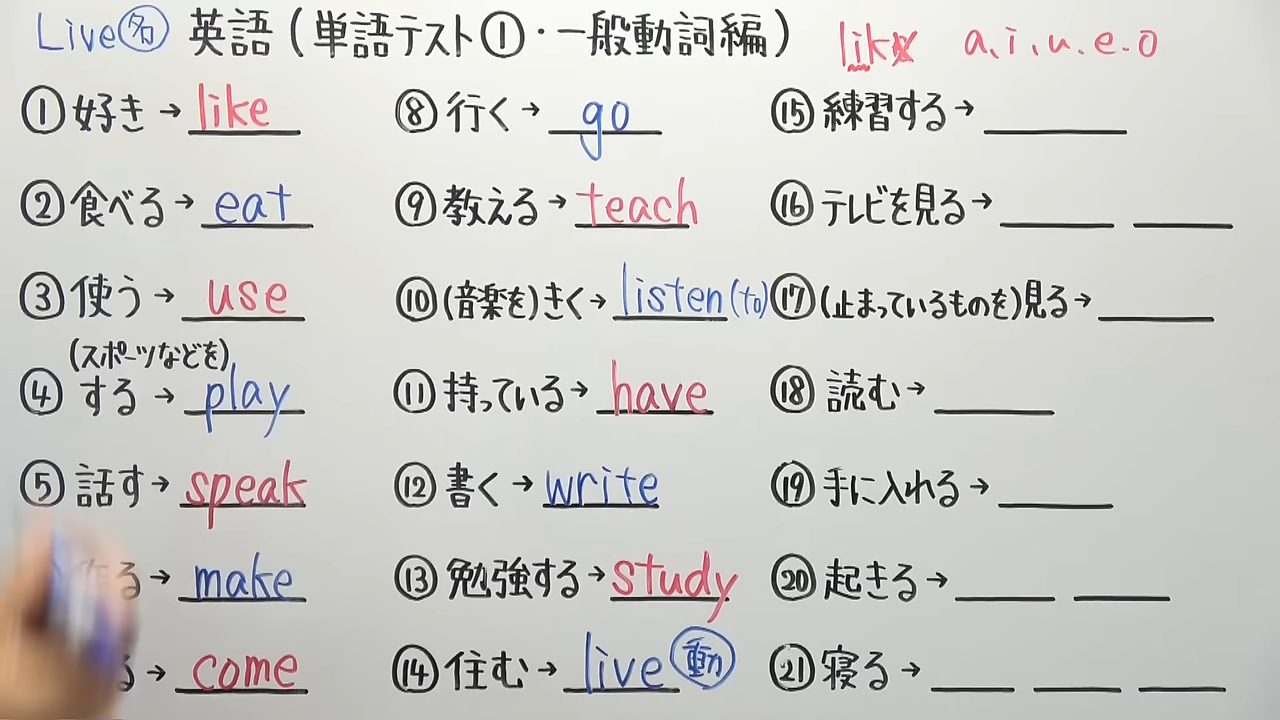 Live 名 英語(単語テスト①・一般動詞編) like a.i.u.e.o
①好き→like
②食べる→eat
③使う→use
(スポーツなどを)
④する→play
⑤話す→speak
る→make
る→come
⑧行く→go
⑨教える→teach
⑩(音楽を)きく→listen(to)
⑪持っている→have
⑫書く→write
⑬勉強する→study
⑭住む→live 動
⑮練習する→
⑯テレビを見る→
⑰(止まっているものを)見る→
⑱読む→
⑲手に入れる→
⑳起きる→
㉑寝る→